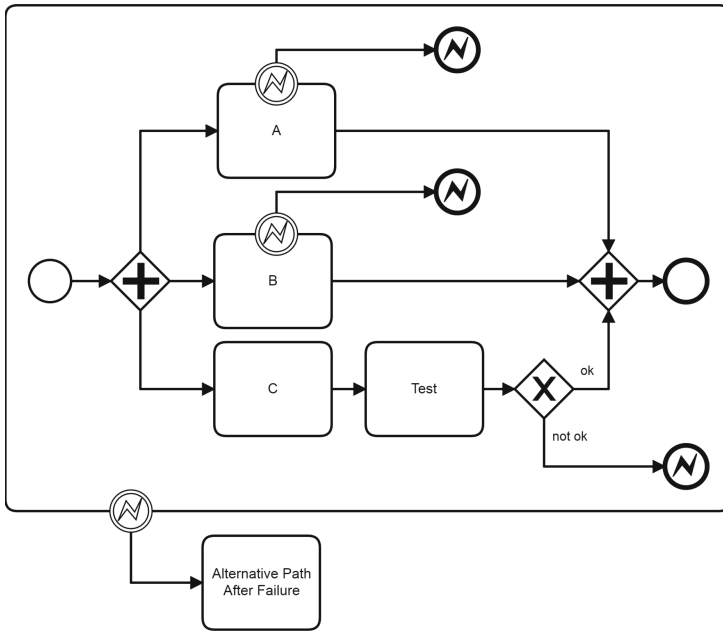 A
B
C
Test
ok
not ok
Alternative Path
After Failure